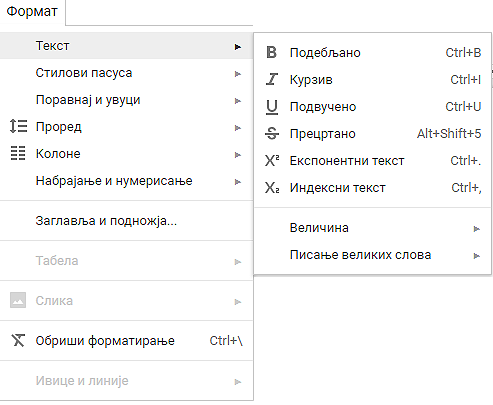 Формат
Текст
Стилови пасуса
Поравнај и увуци
Проред
Колоне
Набрајање и нумерисање
Заглавља и подножја...
Табела
Слика
Обриши форматирање Ctrl+\
Ивице и линије
B Подебљано Ctrl+B
I Курзив Ctrl+I
U Подвучено Ctrl+U
S Прецртано Alt+Shift+5
X² Експонентни текст Ctrl+.
X₂ Индексни текст Ctrl+,
Величина
Писање великих слова